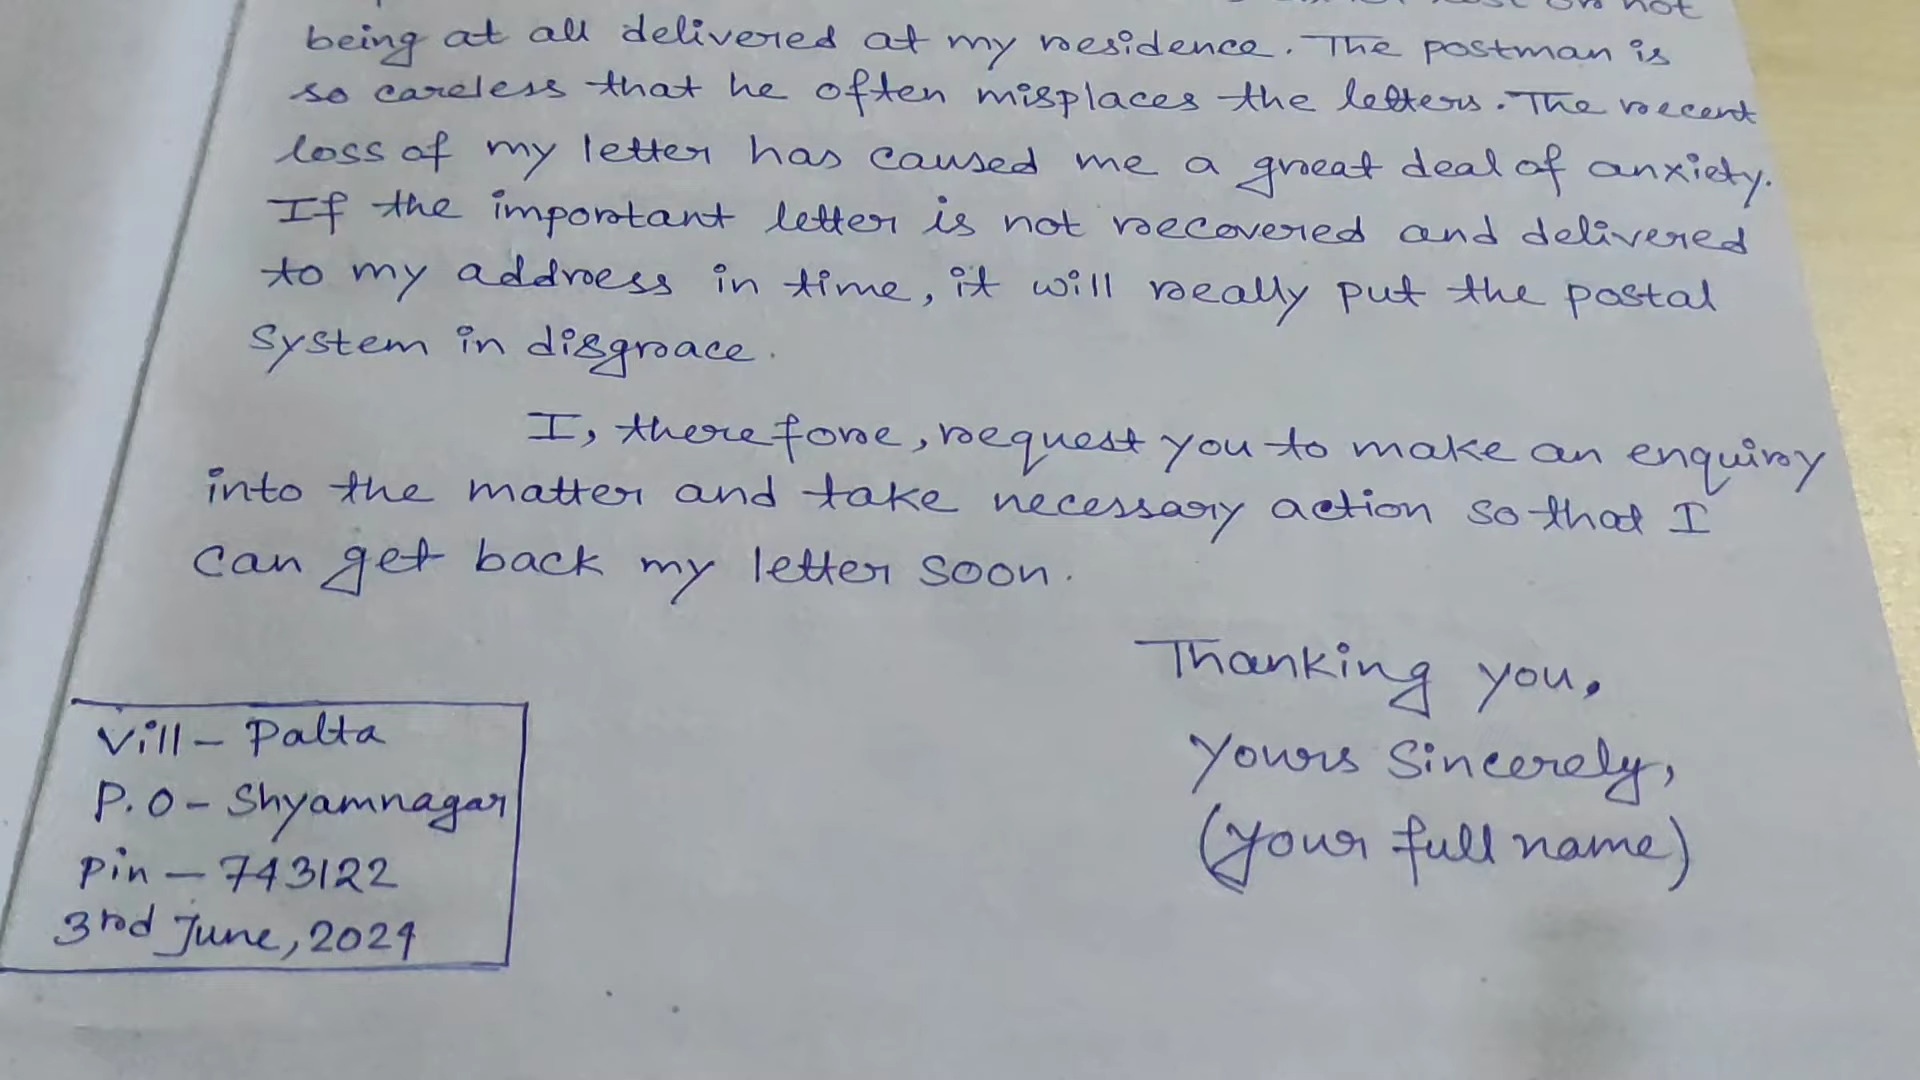 not
being at all delivered at my residence. The postman is
so careless that he often misplaces the letters. The recent
loss of my letter has caused me a great deal of anxiety.
If the important letter is not recovered and delivered
to my address in time, it will really put the postal
system in disgrace.
I, therefore, request you to make an enquiry
into the matter and take necessary action so that I
can get back my letter soon.
Thanking you,
Yours Sincerely,
(Your full name)
Vill - Palta
P.O - Shyamnagar
Pin - 743122
3rd June, 2024